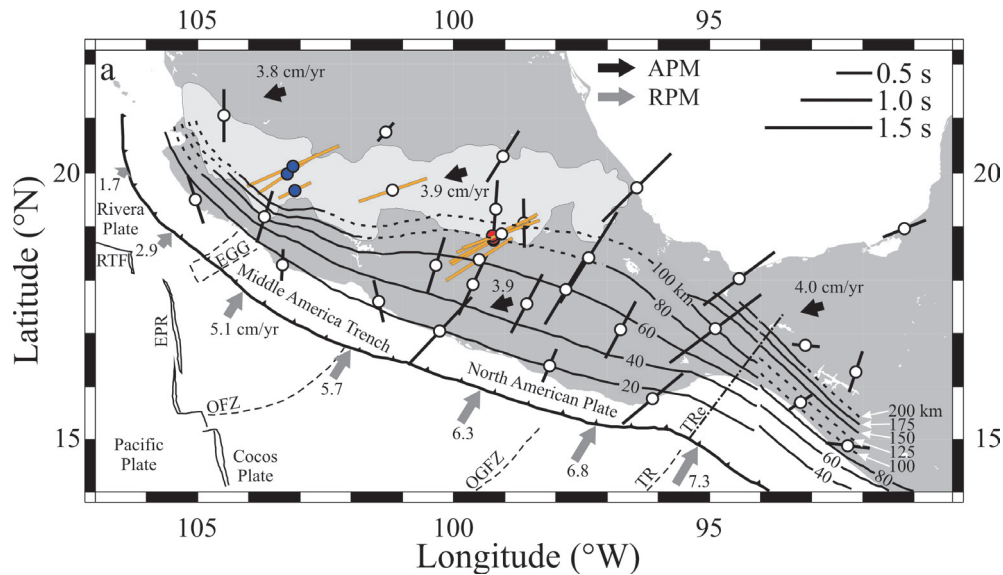 105
100
95
a
3.8 cm/yr
APM
RPM
0.5 s
1.0 s
1.5 s
20
20
3.9 cm/yr
1.7
Rivera
Plate
2.9
RTF
EGG
100 km
4.0 cm/yr
3.9
80
Middle America Trench
60
5.1 cm/yr
EPR
40
20
North American Plate
5.7
OFZ
TRe
200 km
175
150
125
100
15
15
6.3
60
Pacific
Plate
Cocos
Plate
OGFZ
6.8
TR
7.3
40
80
105
100
95
Latitude (°N)
Longitude (°W)